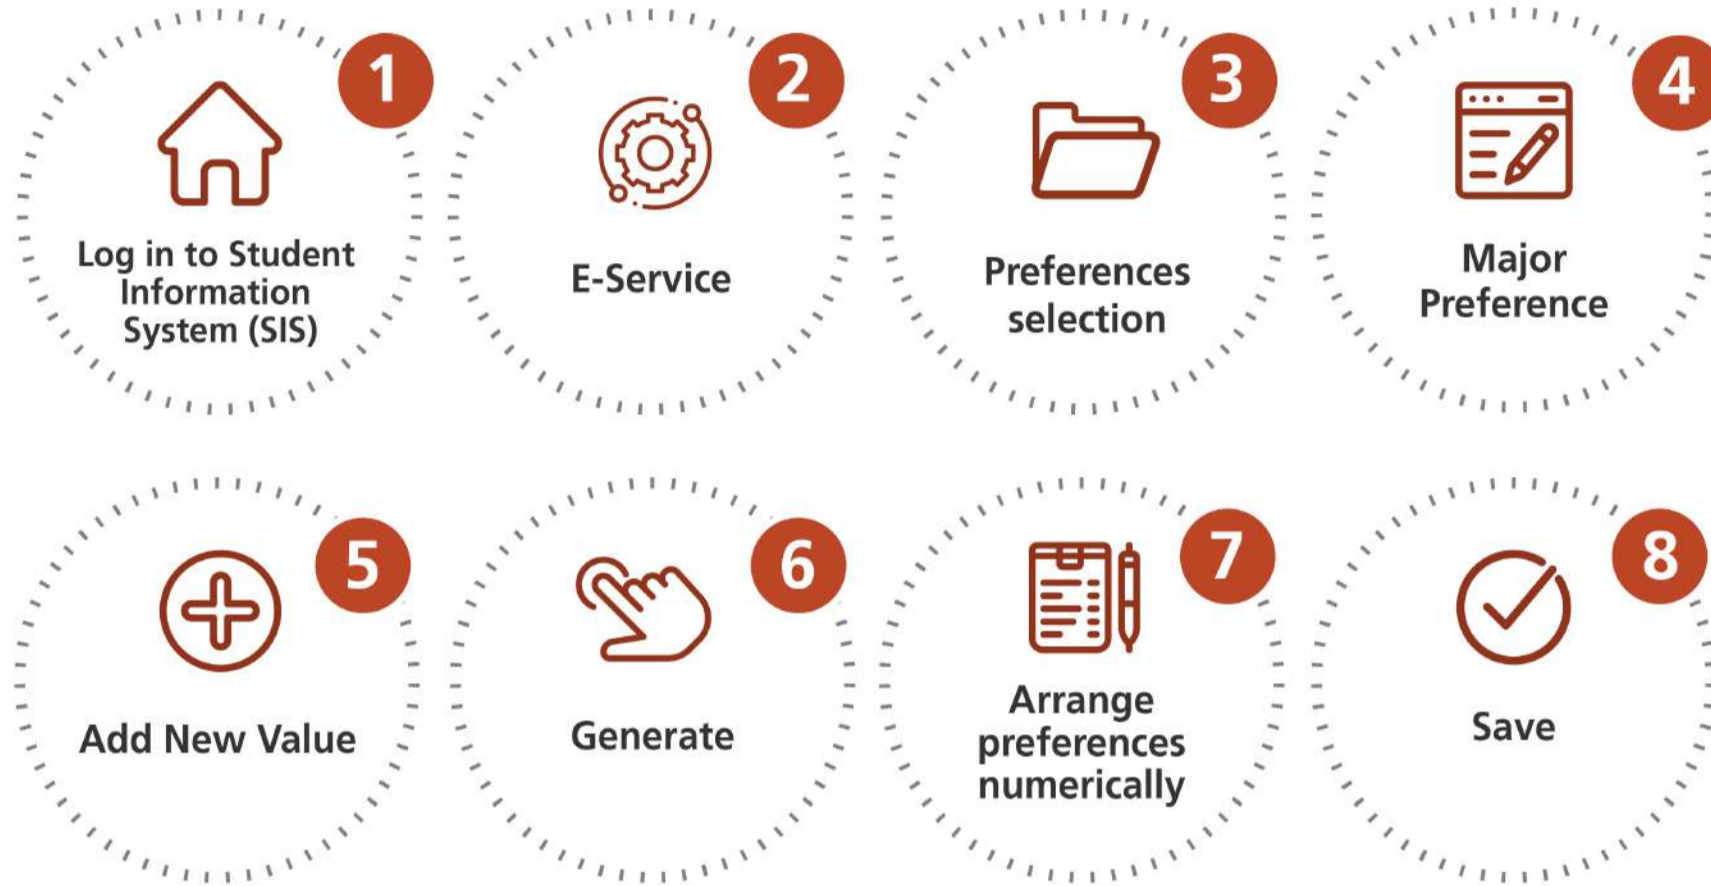 1
Log in to Student
Information
System (SIS)
2
E-Service
3
Preferences
selection
4
Major
Preference
5
Add New Value
6
Generate
7
Arrange
preferences
numerically
8
Save